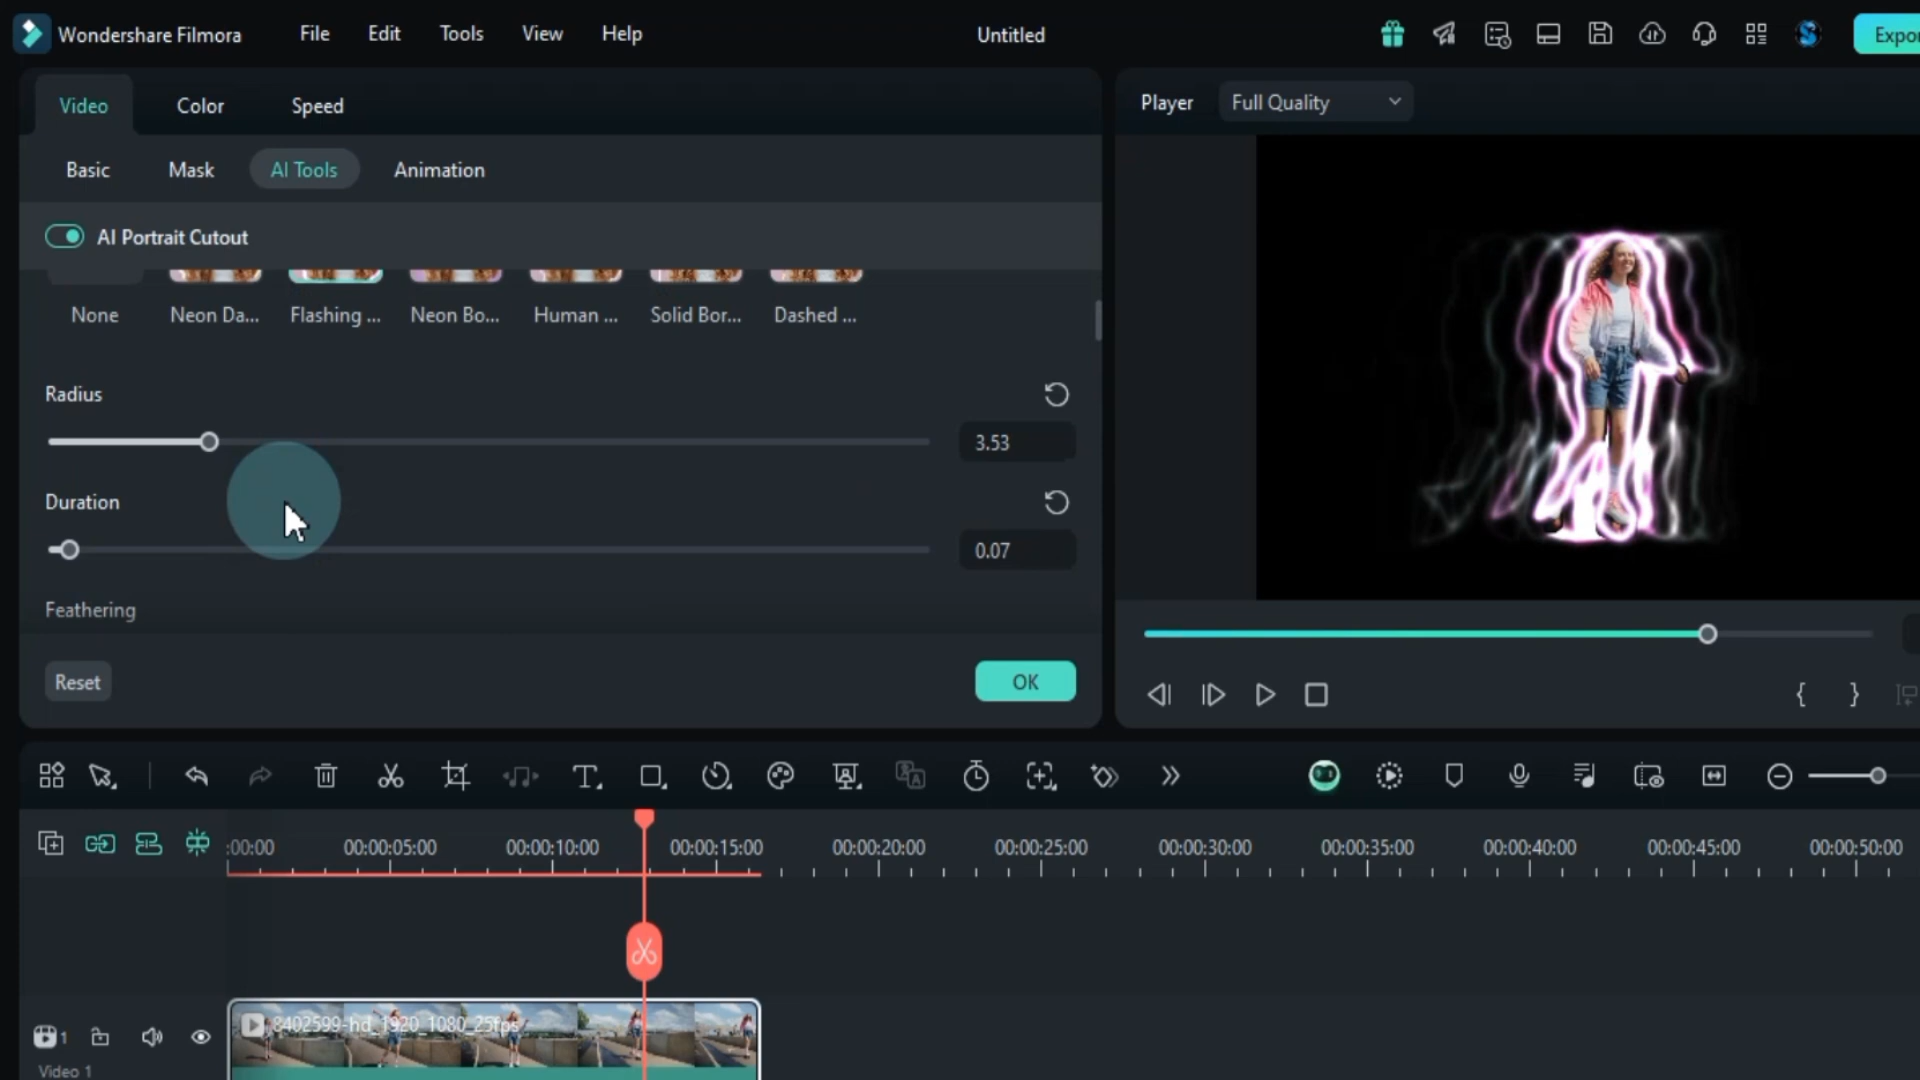 Wondershare Filmora File Edit Tools View Help Untitled Expor
Video Color Speed
Player Full Quality
Basic Mask AI Tools Animation
AI Portrait Cutout
None Neon Da... Flashing ... Neon Bo... Human ... Solid Bor... Dashed ...
Radius
3.53
Duration
0.07
Feathering
Reset OK
{ }
:00:00 00:00:05:00 00:00:10:00 00:00:15:00 00:00:20:00 00:00:25:00 00:00:30:00 00:00:35:00 00:00:40:00 00:00:45:00 00:00:50:00
8402599-hd_1920_1080_25fps
1
Video 1